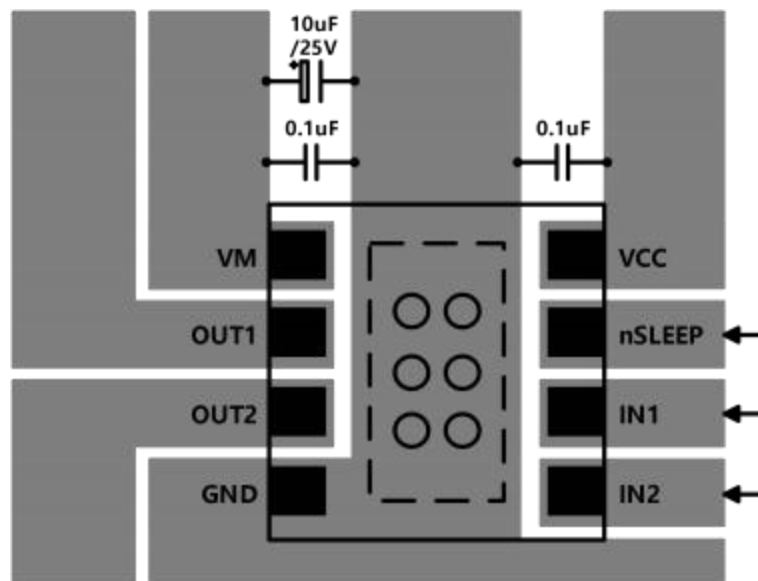 10uF
/25V
0.1uF
0.1uF
VM
VCC
OUT1
nSLEEP
OUT2
IN1
GND
IN2